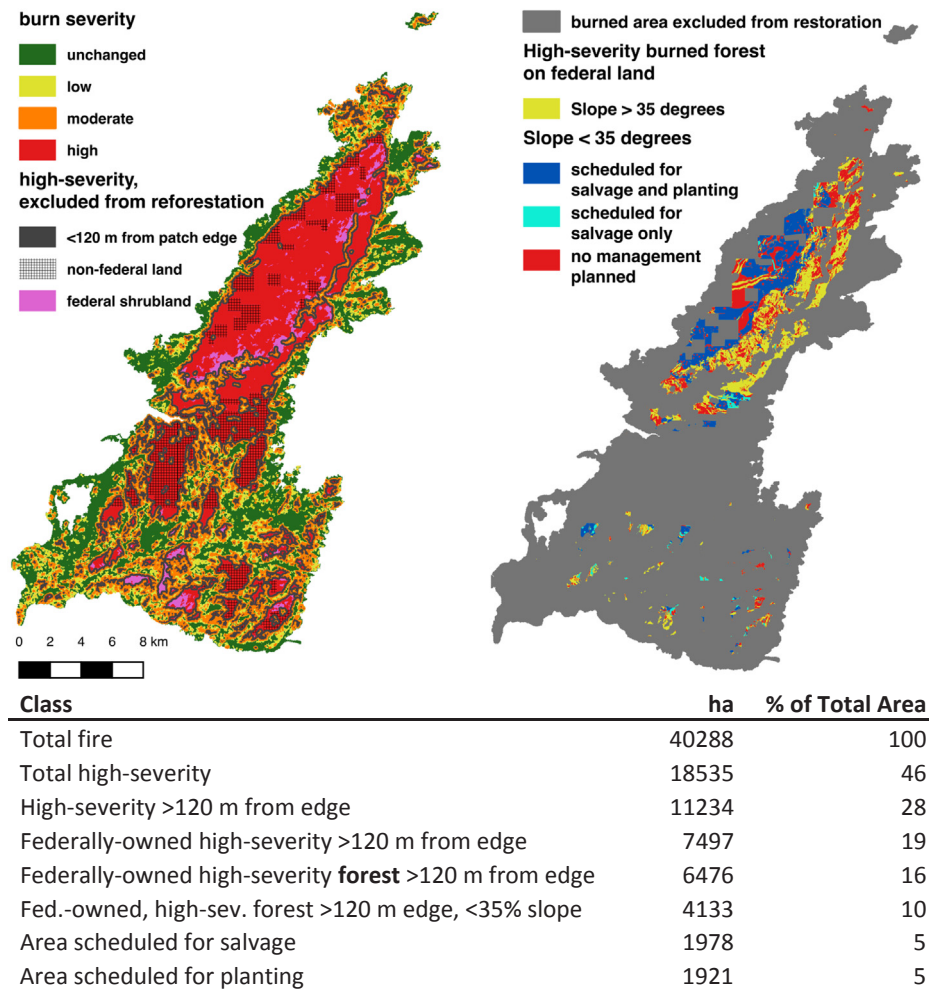 burn severity
unchanged
low
moderate
high
high-severity,
excluded from reforestation
<120 m from patch edge
non-federal land
federal shrubland
0 2 4 6 8 km
burned area excluded from restoration
High-severity burned forest
on federal land
Slope > 35 degrees
Slope < 35 degrees
scheduled for
salvage and planting
scheduled for
salvage only
no management
planned
Class ha % of Total Area
Total fire 40288 100
Total high-severity 18535 46
High-severity >120 m from edge 11234 28
Federally-owned high-severity >120 m from edge 7497 19
Federally-owned high-severity forest >120 m from edge 6476 16
Fed.-owned, high-sev. forest >120 m edge, <35% slope 4133 10
Area scheduled for salvage 1978 5
Area scheduled for planting 1921 5